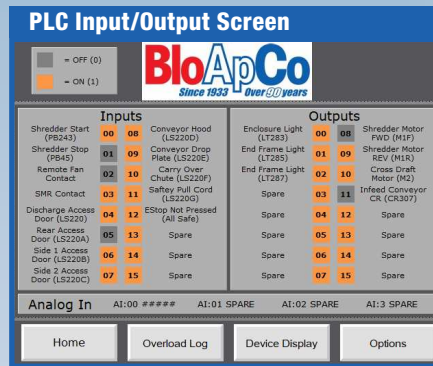 PLC Input/Output Screen
= OFF (0)
= ON (1)
BloApCo
Since 1933 Over 90 years
Inputs
Shredder Start (PB243) 00 08 Conveyor Hood (LS220D)
Shredder Stop (PB45) 01 09 Conveyor Drop Plate (LS220E)
Remote Fan Contact 02 10 Carry Over Chute (LS220F)
SMR Contact 03 11 Saftey Pull Cord (LS220G)
Discharge Access Door (LS220) 04 12 EStop Not Pressed (All Safe)
Rear Access Door (LS220A) 05 13 Spare
Side 1 Access Door (LS220B) 06 14 Spare
Side 2 Access Door (LS220C) 07 15 Spare
Outputs
Enclosure Light (LT283) 00 08 Shredder Motor FWD (M1F)
End Frame Light (LT285) 01 09 Shredder Motor REV (M1R)
End Frame Light (LT287) 02 10 Cross Draft Motor (M2)
Spare 03 11 Infeed Conveyor CR (CR307)
Spare 04 12 Spare
Spare 05 13 Spare
Spare 06 14 Spare
Spare 07 15 Spare
Analog In AI:00 ##### AI:01 SPARE AI:02 SPARE AI:3 SPARE
Home Overload Log Device Display Options